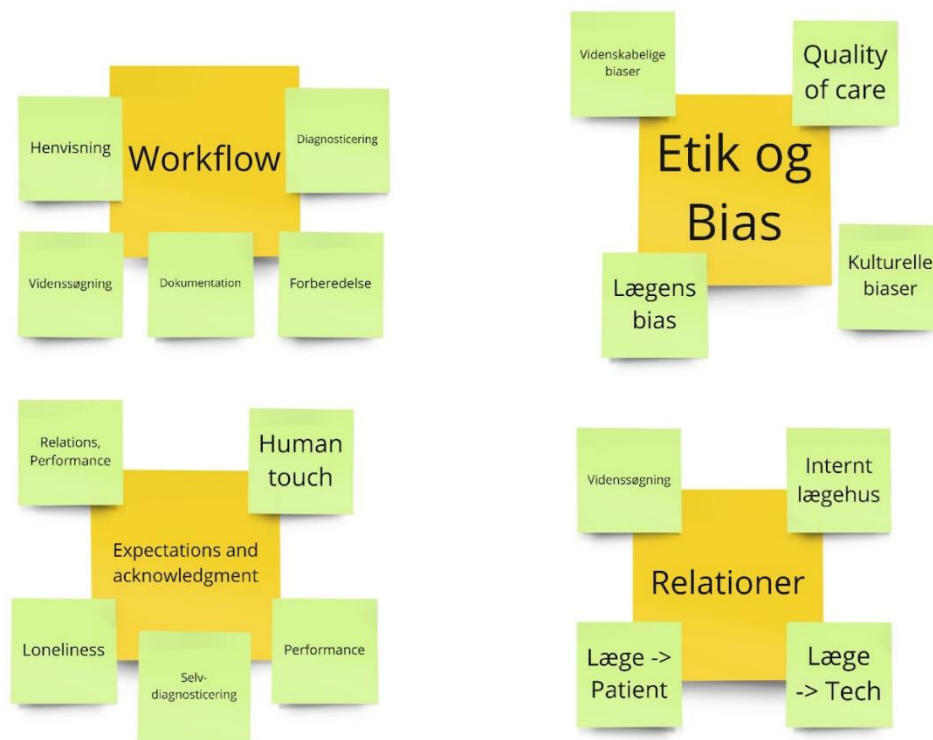 Henvisning
Workflow
Diagnosticering
Videnssøgning
Dokumentation
Forberedelse
Videnskabelige
biaser
Quality
of care
Etik og
Bias
Lægens
bias
Kulturelle
biaser
Relations,
Performance
Human
touch
Expectations and
acknowledgment
Loneliness
Selv-
diagnosticering
Performance
Videnssøgning
Internt
lægehus
Relationer
Læge ->
Patient
Læge
-> Tech